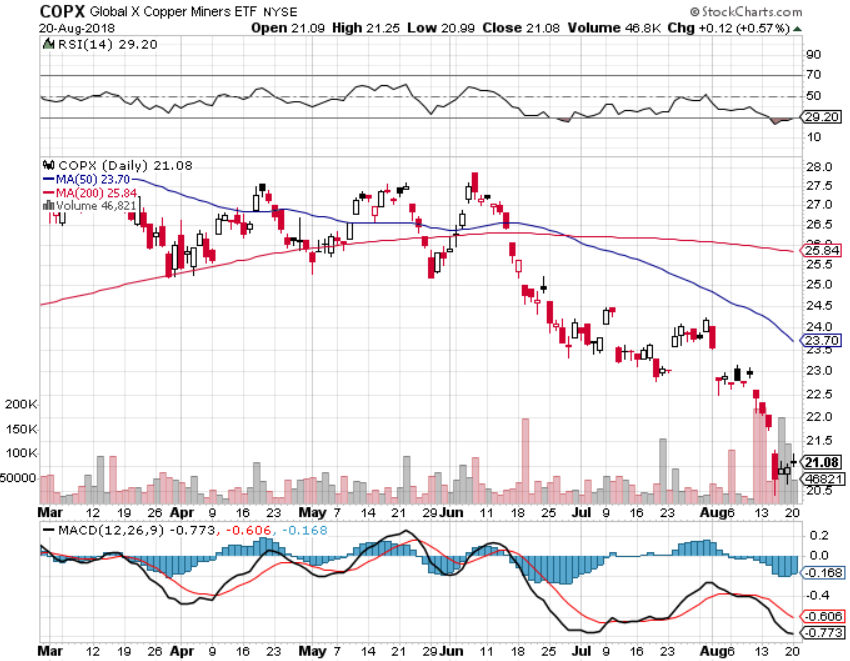 COPX Global X Copper Miners ETF NYSE © StockCharts.com
20-Aug-2018 Open 21.09 High 21.25 Low 20.99 Close 21.08 Volume 46.8K Chg +0.12 (+0.57%)
RSI(14) 29.20
90
70
50
29.20
10
COPX (Daily) 21.08
MA(50) 23.70
MA(200) 25.84
Volume 46,821
28.0
27.5
27.0
26.5
26.0
25.84
25.5
25.0
24.5
24.0
23.70
23.5
23.0
22.5
22.0
21.5
21.08
46821
20.5
200K
150K
100K
50000
Mar 12 19 26 Apr 9 16 23 May 7 14 21 29 Jun 11 18 25 Jul 9 16 23 Aug 6 13 20
MACD(12,26,9) -0.773, -0.606, -0.168
0.2
0.0
-0.168
-0.4
-0.606
-0.773
Mar 12 19 26 Apr 9 16 23 May 7 14 21 29 Jun 11 18 25 Jul 9 16 23 Aug 6 13 20